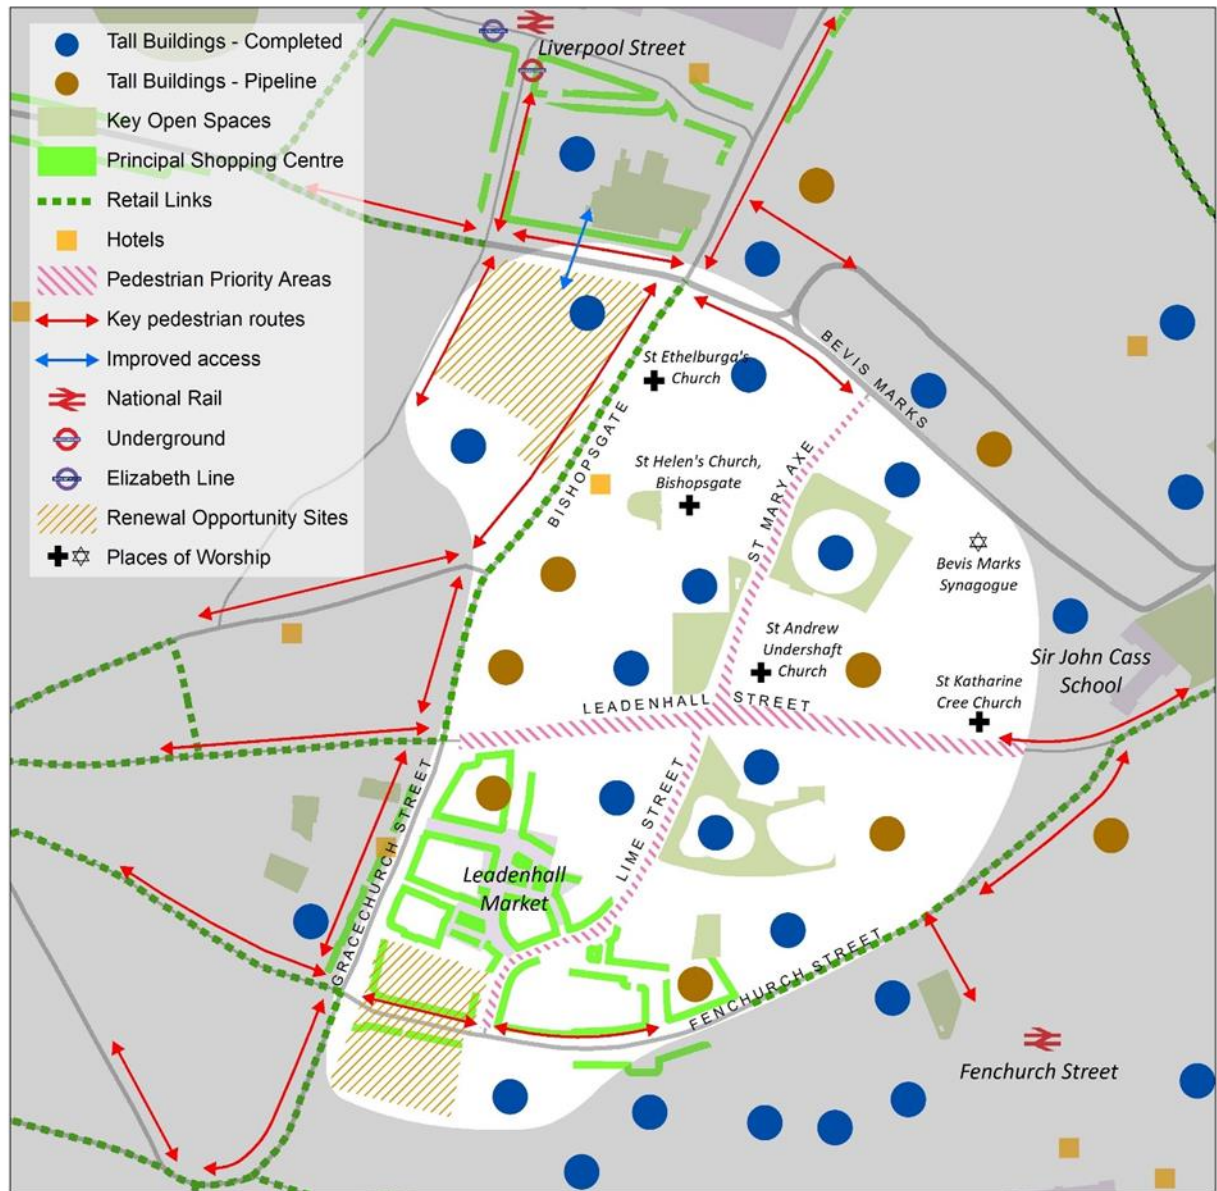 Tall Buildings - Completed
Tall Buildings - Pipeline
Key Open Spaces
Principal Shopping Centre
Retail Links
Hotels
Pedestrian Priority Areas
Key pedestrian routes
Improved access
National Rail
Underground
Elizabeth Line
Renewal Opportunity Sites
Places of Worship
Liverpool Street
BEVIS MARKS
St Ethelburga's
Church
BISHOPSGATE
St Helen's Church,
Bishopsgate
ST MARY AXE
Bevis Marks
Synagogue
St Andrew
Undershaft
Church
Sir John Cass
School
St Katharine
Cree Church
LEADENHALL STREET
GRACECHURCH STREET
LIME STREET
Leadenhall
Market
FENCHURCH STREET
Fenchurch Street